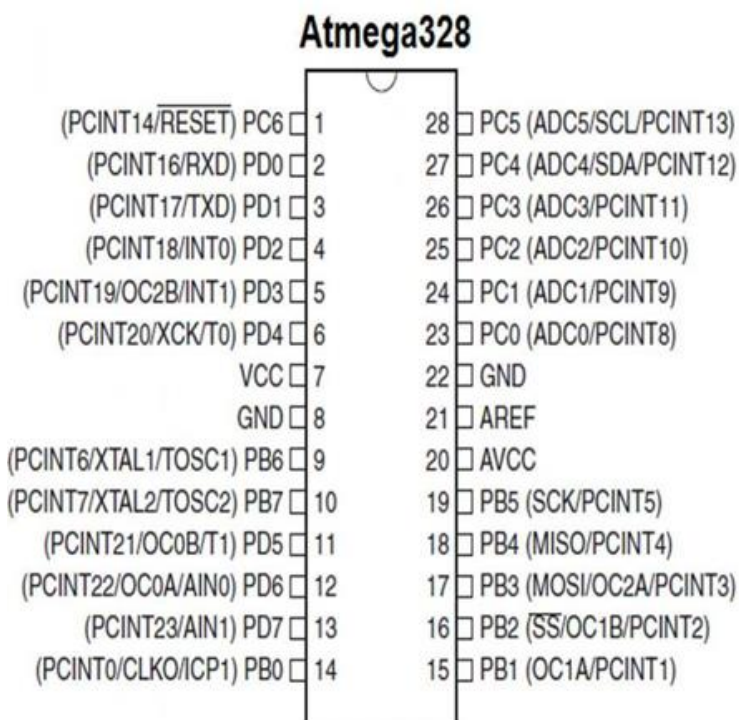 Atmega328
(PCINT14/RESET) PC6 1 28 PC5 (ADC5/SCL/PCINT13)
(PCINT16/RXD) PD0 2 27 PC4 (ADC4/SDA/PCINT12)
(PCINT17/TXD) PD1 3 26 PC3 (ADC3/PCINT11)
(PCINT18/INT0) PD2 4 25 PC2 (ADC2/PCINT10)
(PCINT19/OC2B/INT1) PD3 5 24 PC1 (ADC1/PCINT9)
(PCINT20/XCK/T0) PD4 6 23 PC0 (ADC0/PCINT8)
VCC 7 22 GND
GND 8 21 AREF
(PCINT6/XTAL1/TOSC1) PB6 9 20 AVCC
(PCINT7/XTAL2/TOSC2) PB7 10 19 PB5 (SCK/PCINT5)
(PCINT21/OC0B/T1) PD5 11 18 PB4 (MISO/PCINT4)
(PCINT22/OC0A/AIN0) PD6 12 17 PB3 (MOSI/OC2A/PCINT3)
(PCINT23/AIN1) PD7 13 16 PB2 (SS/OC1B/PCINT2)
(PCINT0/CLKO/ICP1) PB0 14 15 PB1 (OC1A/PCINT1)